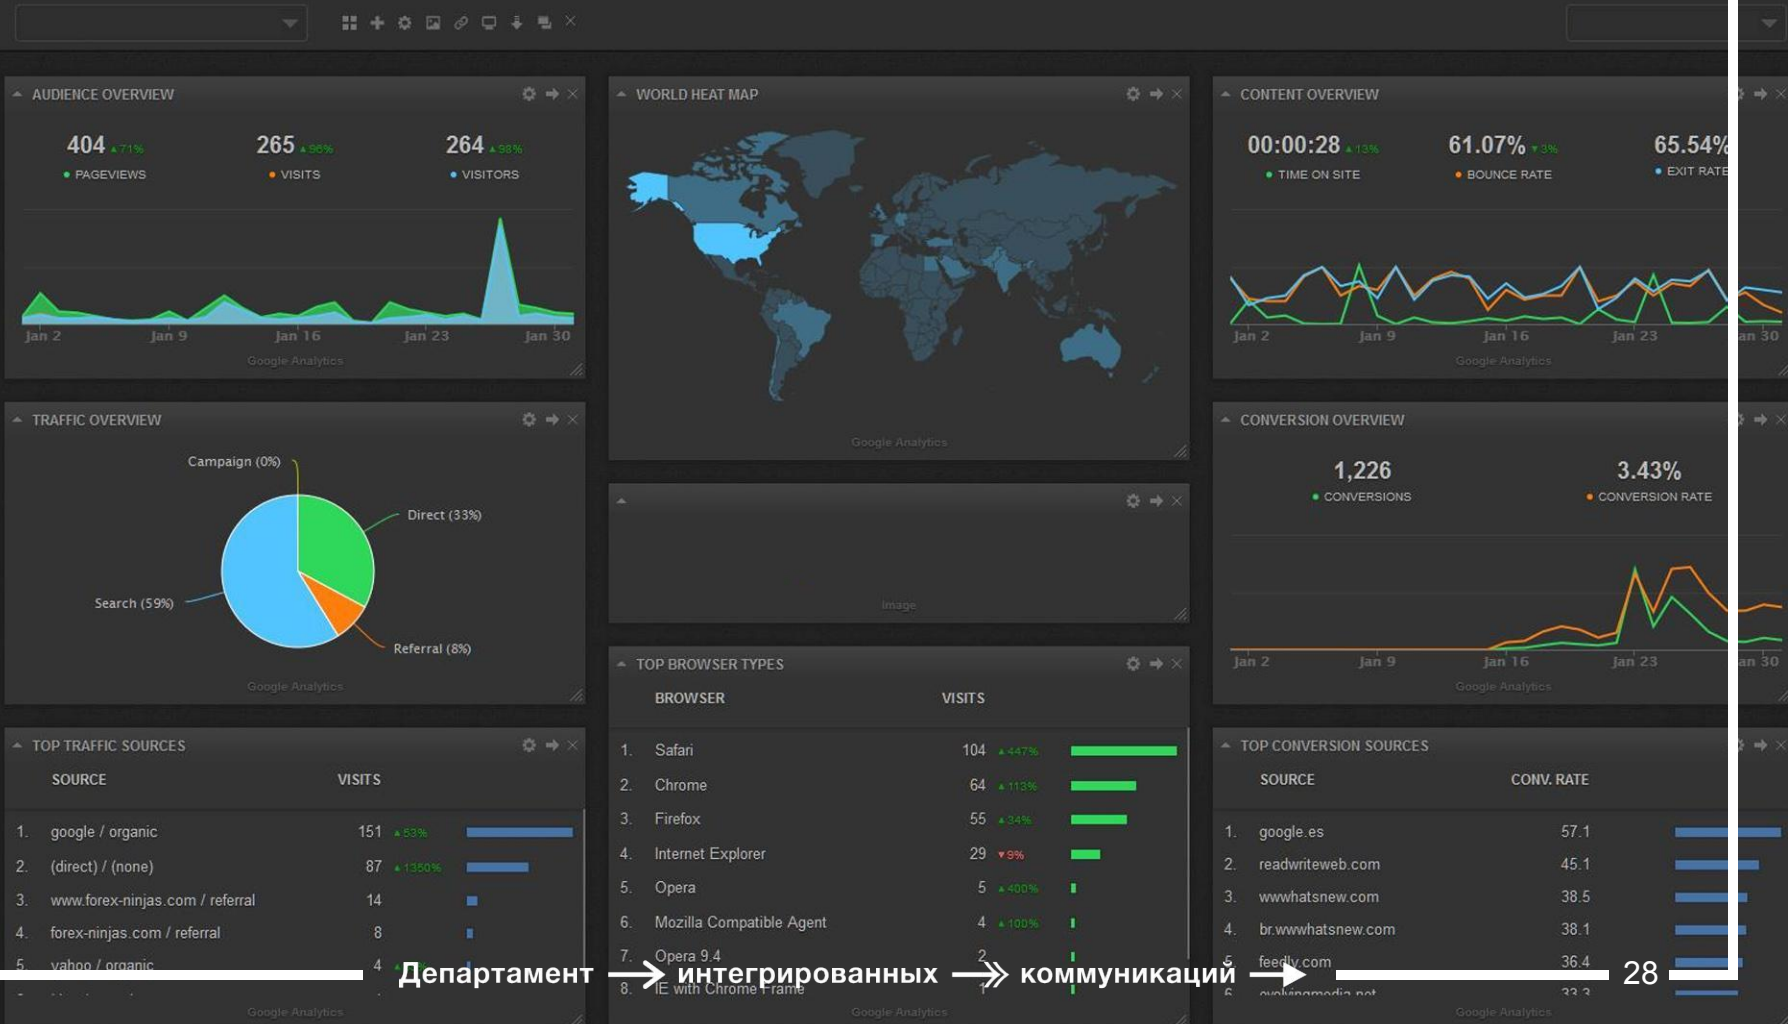 AUDIENCE OVERVIEW
404 ▲71%
PAGEVIEWS
265 ▲96%
VISITS
264 ▲98%
VISITORS
Jan 2 Jan 9 Jan 16 Jan 23 Jan 30
Google Analytics
TRAFFIC OVERVIEW
Campaign (0%)
Direct (33%)
Search (59%)
Referral (8%)
Google Analytics
TOP TRAFFIC SOURCES
SOURCE VISITS
1. google / organic 151 ▲53%
2. (direct) / (none) 87 ▲1350%
3. www.forex-ninjas.com / referral 14
4. forex-ninjas.com / referral 8
5. yahoo / organic 4
Google Analytics
WORLD HEAT MAP
Google Analytics
Image
TOP BROWSER TYPES
BROWSER VISITS
1. Safari 104 ▲447%
2. Chrome 64 ▲113%
3. Firefox 55 ▲34%
4. Internet Explorer 29 ▼9%
5. Opera 5 ▲400%
6. Mozilla Compatible Agent 4 ▲100%
7. Opera 9.4 2
8. IE with Chrome Frame 1
Google Analytics
CONTENT OVERVIEW
00:00:28 ▲13%
TIME ON SITE
61.07% ▼3%
BOUNCE RATE
65.54%
EXIT RATE
Jan 2 Jan 9 Jan 16 Jan 23 an 30
Google Analytics
CONVERSION OVERVIEW
1,226
CONVERSIONS
3.43%
CONVERSION RATE
Jan 2 Jan 9 Jan 16 Jan 23 an 30
Google Analytics
TOP CONVERSION SOURCES
SOURCE CONV. RATE
1. google.es 57.1
2. readwriteweb.com 45.1
3. wwwhatsnew.com 38.5
4. br.wwwhatsnew.com 38.1
5. feedly.com 36.4
6. evolvingmedia.net 33.3
Google Analytics
Департамент интегрированных коммуникаций 28